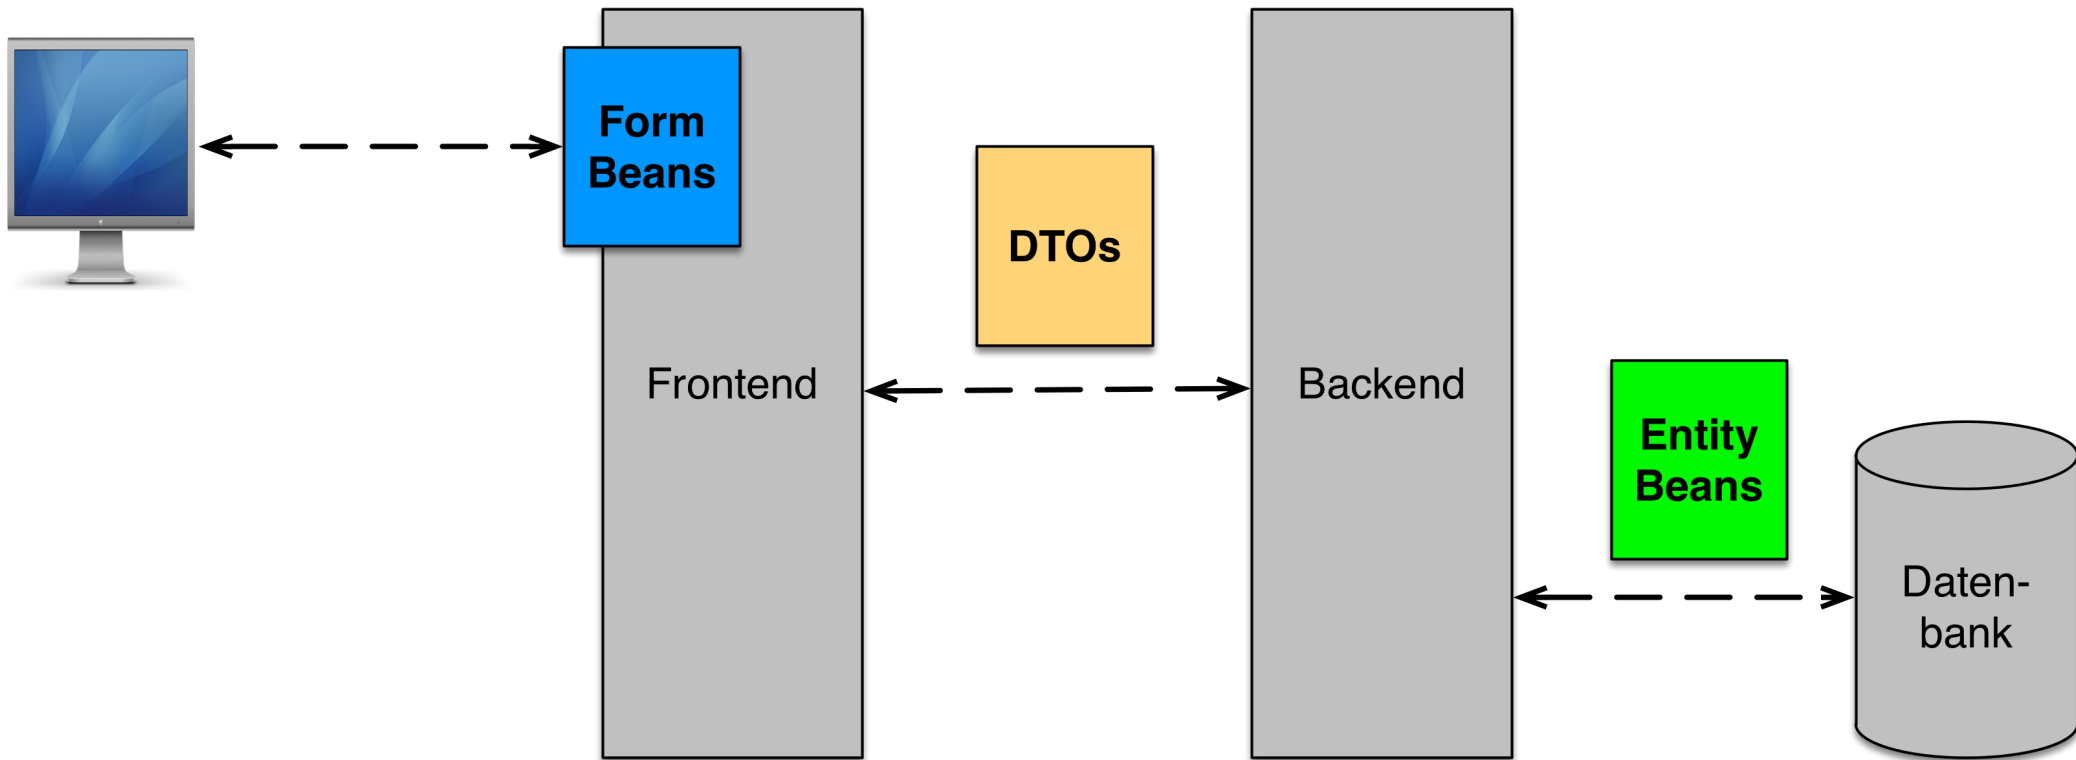 Form
Beans
DTOs
Frontend
Backend
Entity
Beans
Daten-
bank